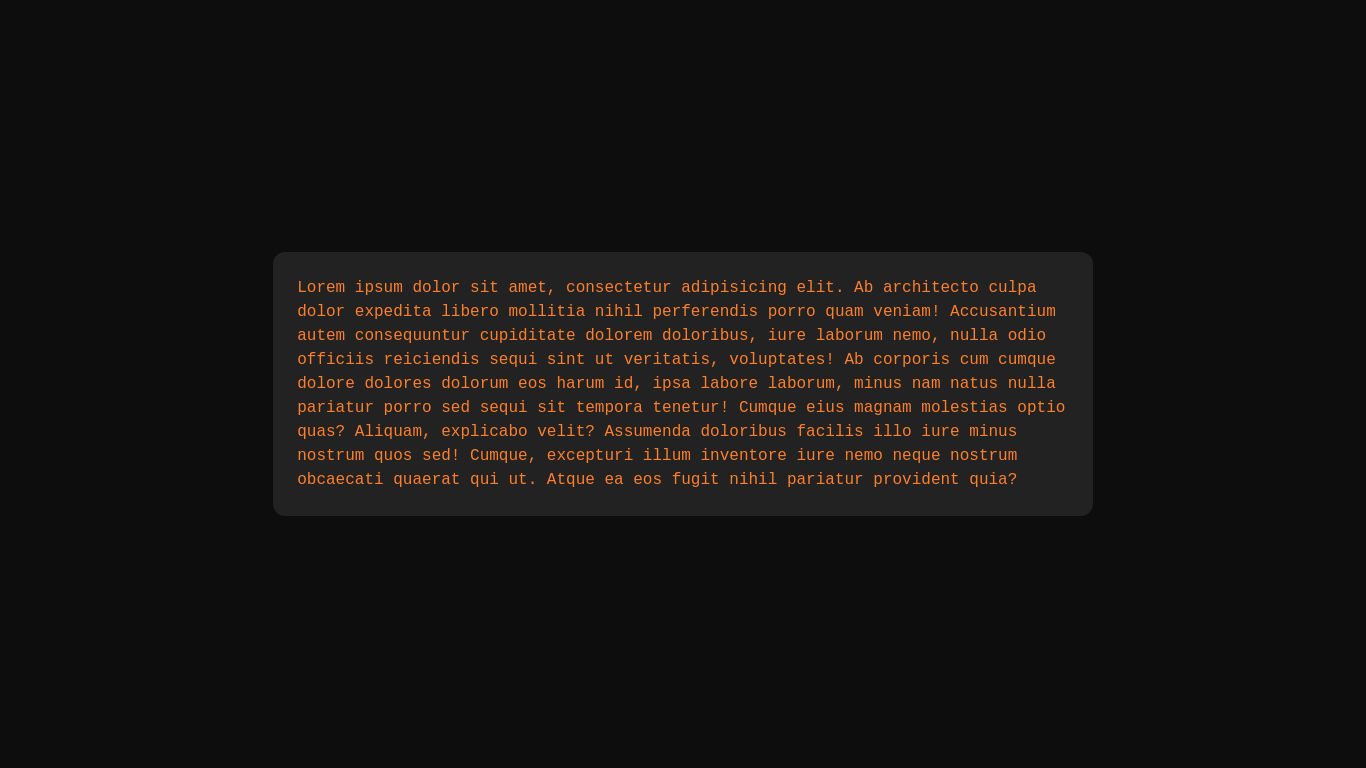 Lorem ipsum dolor sit amet, consectetur adipisicing elit. Ab architecto culpa
dolor expedita libero mollitia nihil perferendis porro quam veniam! Accusantium
autem consequuntur cupiditate dolorem doloribus, iure laborum nemo, nulla odio
officiis reiciendis sequi sint ut veritatis, voluptates! Ab corporis cum cumque
dolore dolores dolorum eos harum id, ipsa labore laborum, minus nam natus nulla
pariatur porro sed sequi sit tempora tenetur! Cumque eius magnam molestias optio
quas? Aliquam, explicabo velit? Assumenda doloribus facilis illo iure minus
nostrum quos sed! Cumque, excepturi illum inventore iure nemo neque nostrum
obcaecati quaerat qui ut. Atque ea eos fugit nihil pariatur provident quia?